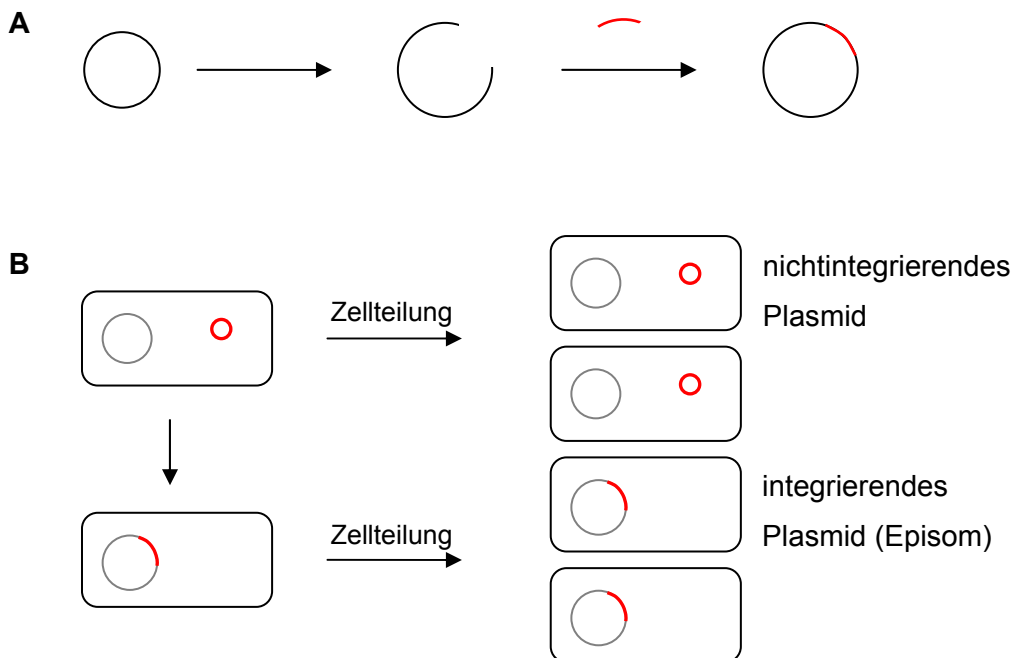 A
B
Zellteilung
nichtintegrierendes
Plasmid
Zellteilung
integrierendes
Plasmid (Episom)